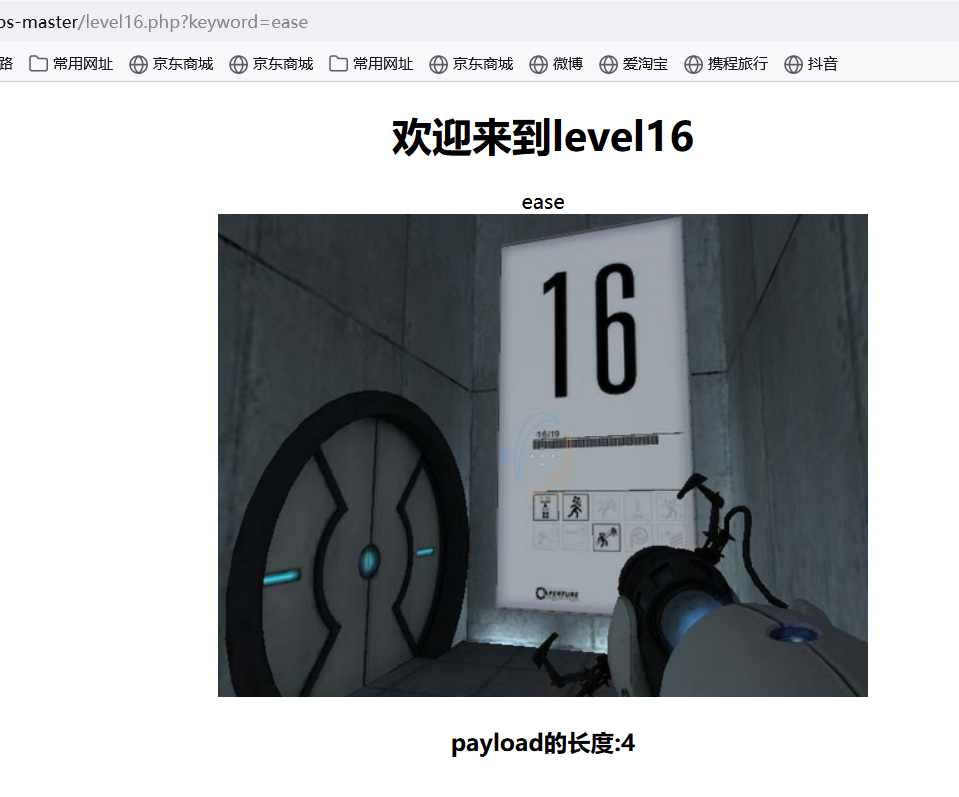 os-master/level16.php?keyword=ease
路 常用网址 京东商城 京东商城 常用网址 京东商城 微博 爱淘宝 携程旅行 抖音
欢迎来到level16
ease
16
16/19
APERTURE
payload的长度:4